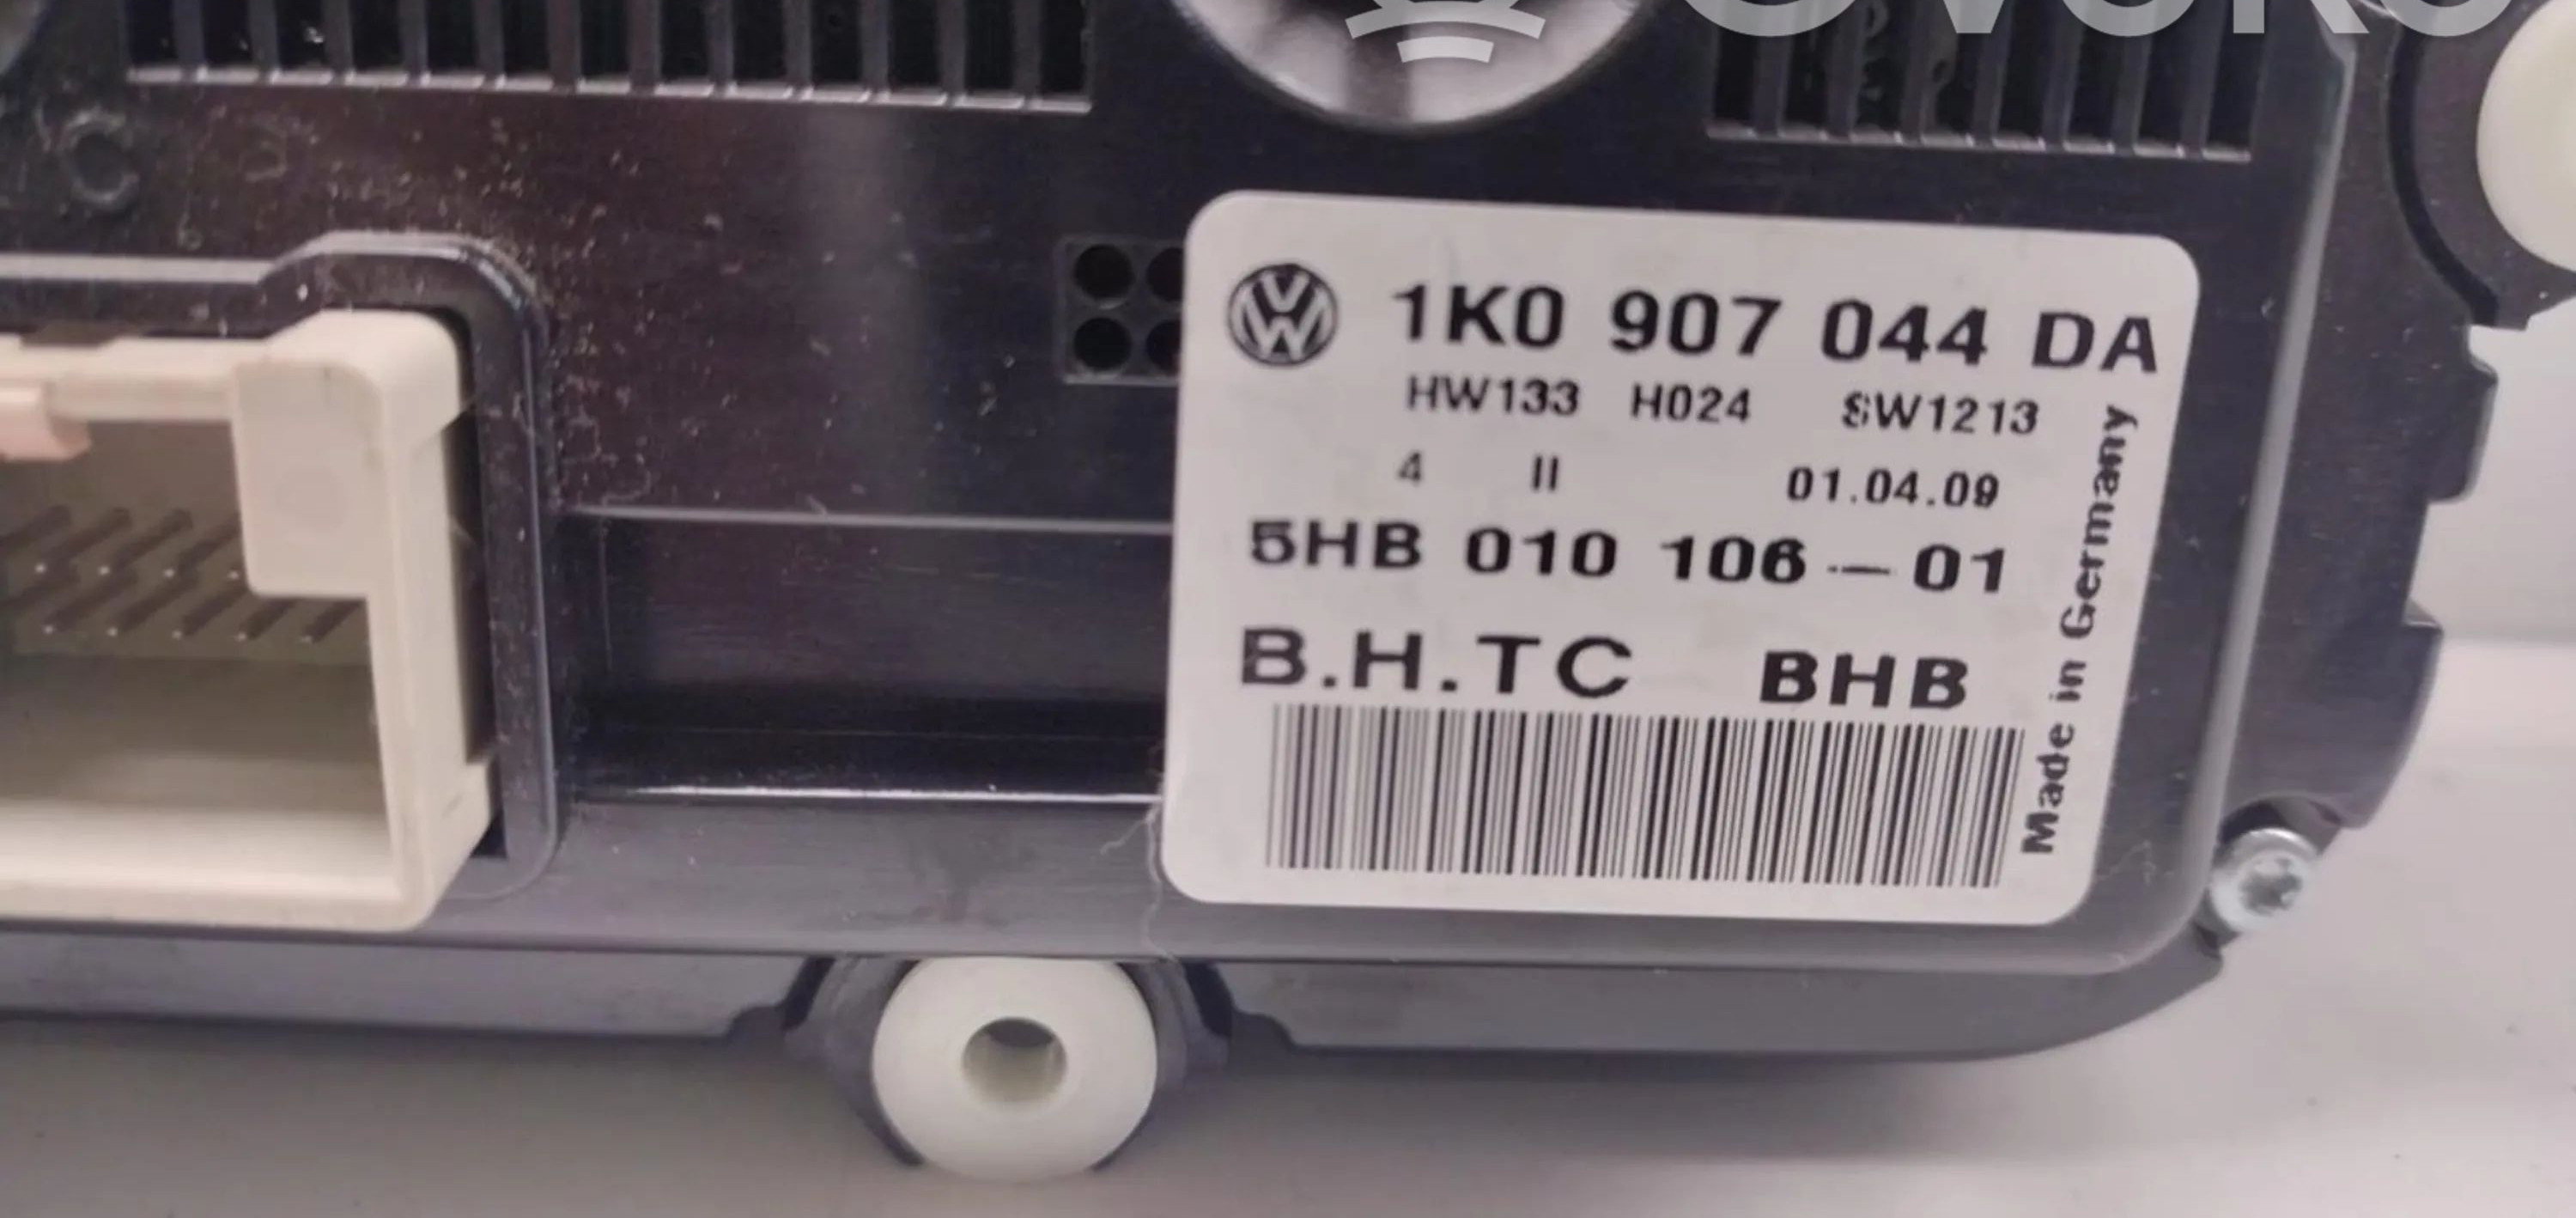 1K0 907 044 DA
HW133 H024 SW1213
4 II 01.04.09
5HB 010 106-01
B.H.TC BHB
Made in Germany